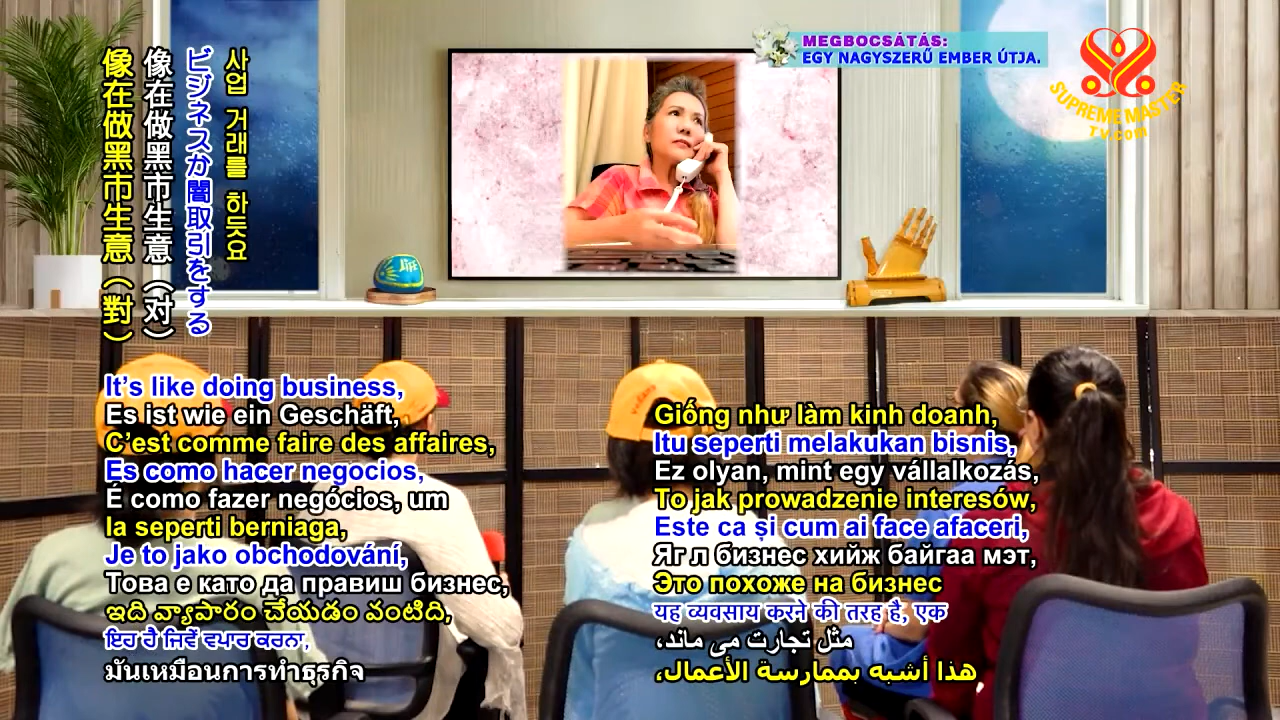 MEGBOCSÁTÁS:
EGY NAGYSZERŰ EMBER ÚTJA.
SUPREME MASTER
TV.com
사업 거래를 하듯요
ビジネスか闇取引をする
像在做黑市生意（对）
像在做黑市生意（對）
It’s like doing business,
Es ist wie ein Geschäft,
C’est comme faire des affaires,
Es como hacer negocios,
É como fazer negócios, um
Ia seperti berniaga,
Je to jako obchodování,
Това е като да правиш бизнес,
ఇది వ్యాపారం చేయడం వంటిది,
ਇਹ ਹੈ ਜਿਵੇਂ ਵਪਾਰ ਕਰਨਾ,
มันเหมือนการทำธุรกิจ
Giống như làm kinh doanh,
Itu seperti melakukan bisnis,
Ez olyan, mint egy vállalkozás,
To jak prowadzenie interesów,
Este ca și cum ai face afaceri,
Яг л бизнес хийж байгаа мэт,
Это похоже на бизнес
यह व्यवसाय करने की तरह है, एक
مثل تجارت می ماند،
هذا أشبه بممارسة الأعمال،